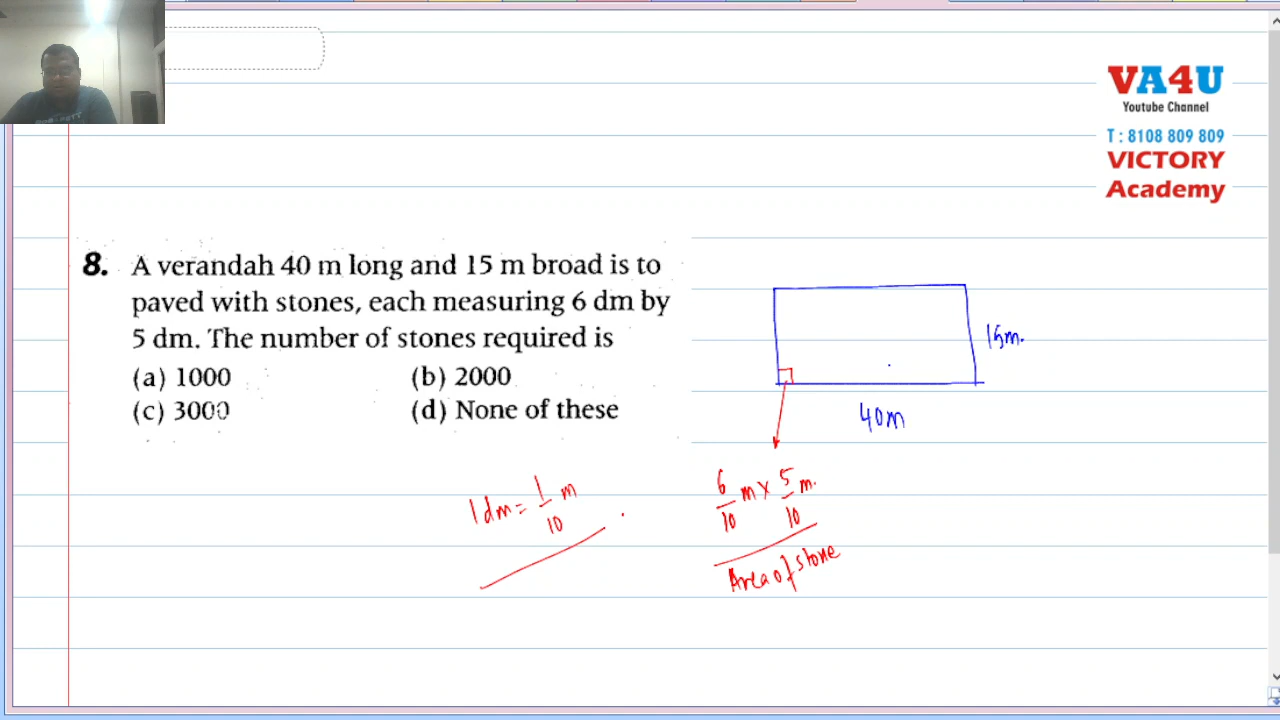 VA4U
Youtube Channel
T : 8108 809 809
VICTORY
Academy
8. A verandah 40 m long and 15 m broad is to
paved with stones, each measuring 6 dm by
5 dm. The number of stones required is
(a) 1000 (b) 2000
(c) 3000 (d) None of these
15m.
40m
1dm = 1/10 m
6/10 m x 5/10 m.
Area of stone